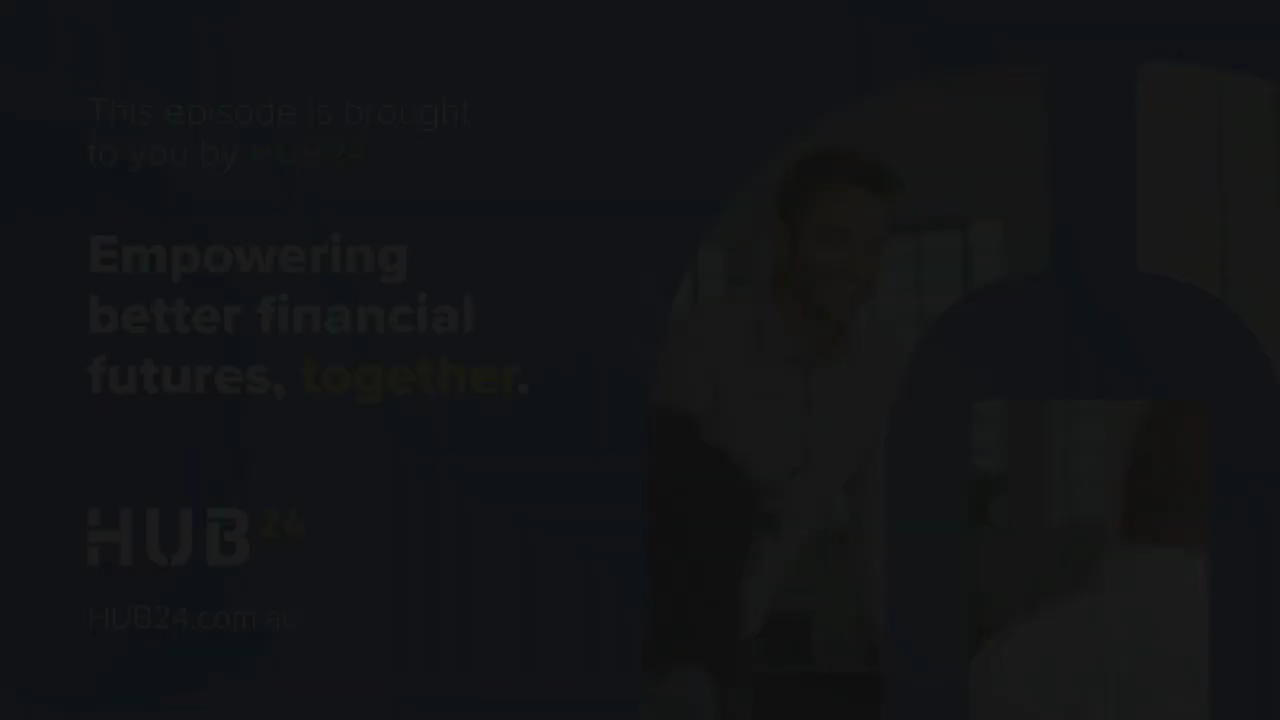 This episode is brought
to you by HUB24
Empowering
better financial
futures, together.
HUB24
HUB24.com.au